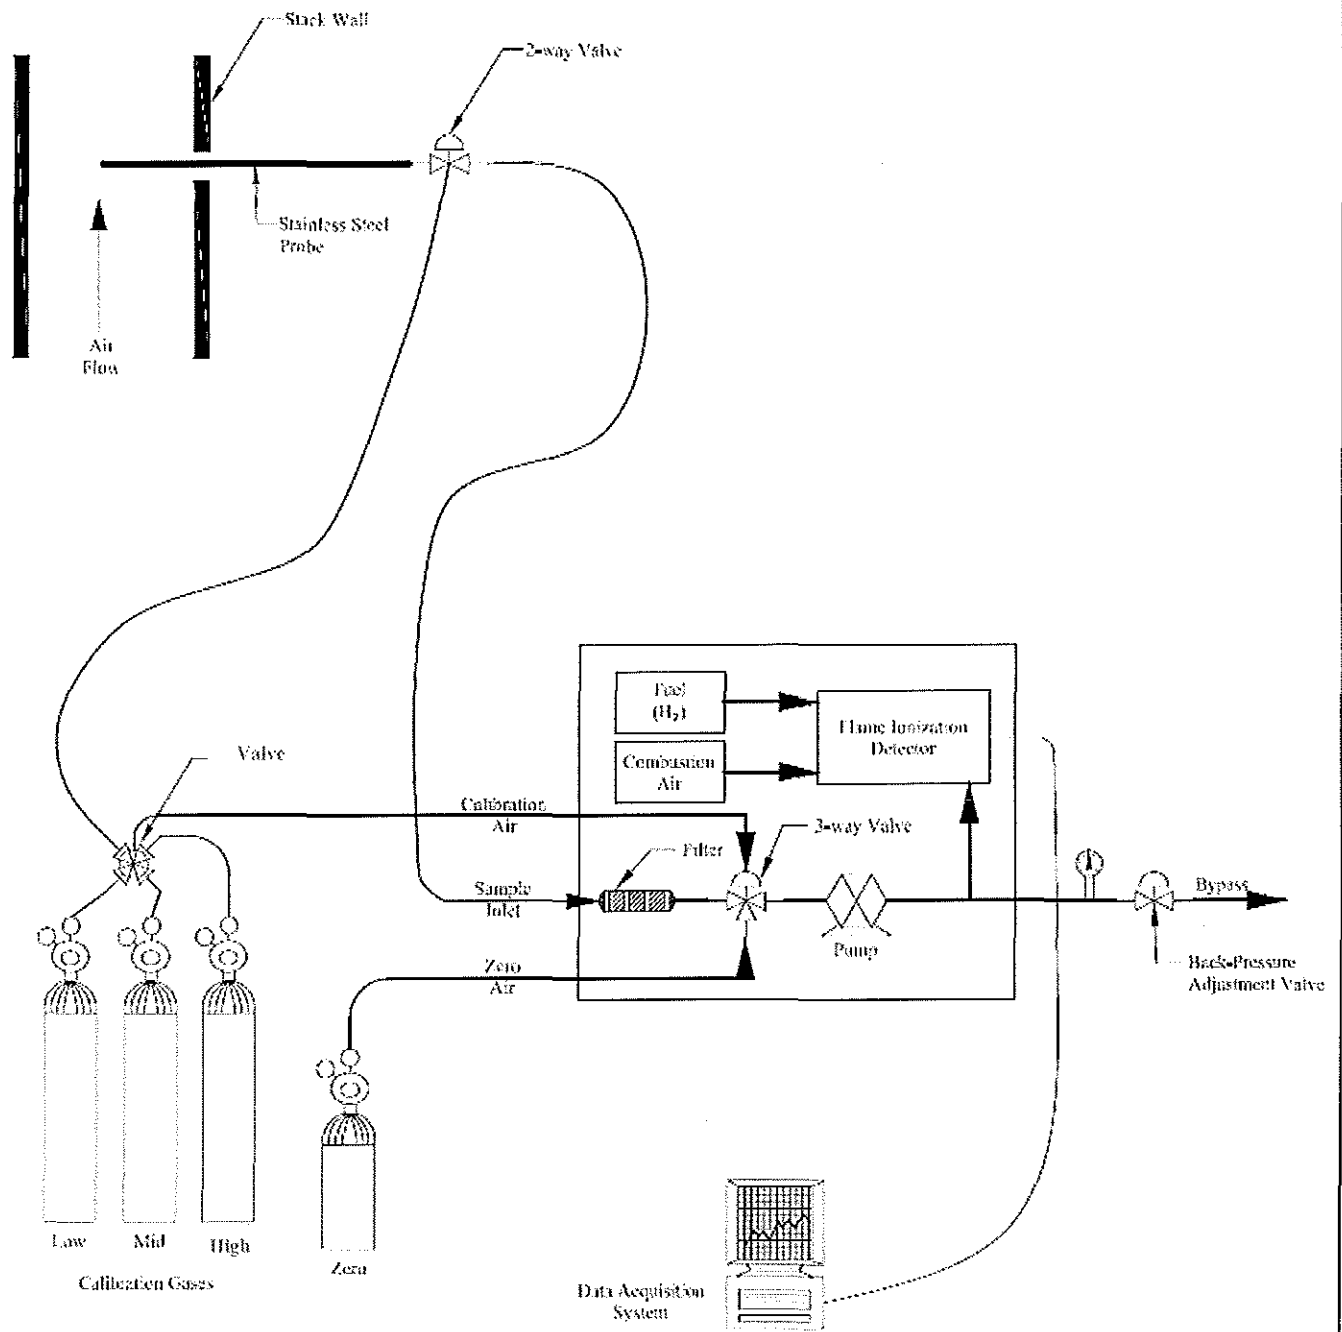 Stack Wall
2-way Valve
Stainless Steel
Probe
Air
Flow
Fuel
(H₂)
Flame Ionization
Detector
Combustion
Air
Valve
Calibration
Air
3-way Valve
Filter
Sample
Inlet
Bypass
Pump
Zero
Air
Back-Pressure
Adjustment Valve
Low
Mid
High
Zero
Calibration Gases
Data Acquisition
System